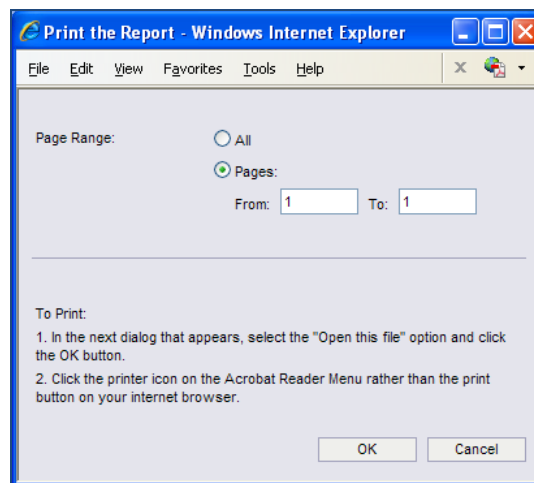 Print the Report - Windows Internet Explorer
File Edit View Favorites Tools Help
Page Range:
All
Pages:
From: 1 To: 1
To Print:
1. In the next dialog that appears, select the "Open this file" option and click
the OK button.
2. Click the printer icon on the Acrobat Reader Menu rather than the print
button on your internet browser.
OK Cancel